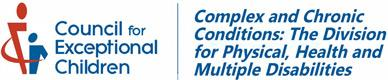 Council for
Exceptional
Children
Complex and Chronic
Conditions: The Division
for Physical, Health and
Multiple Disabilities